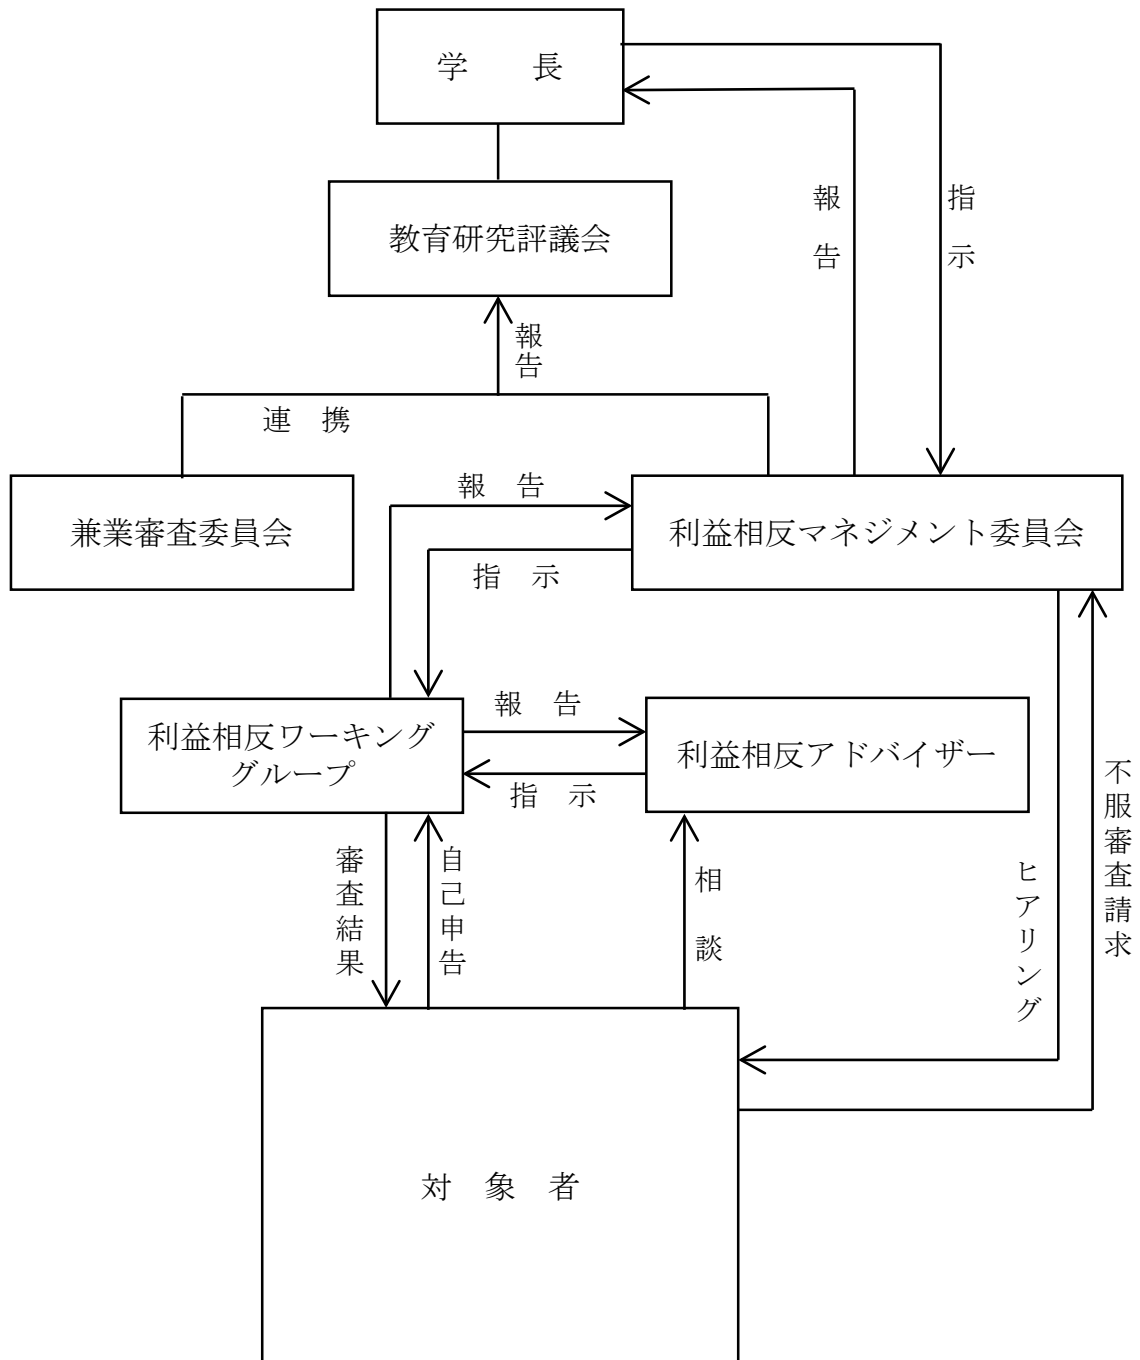 学　　長
報告
指示
教育研究評議会
報告
連　携
報　告
兼業審査委員会
利益相反マネジメント委員会
指　示
利益相反ワーキング
グループ
報　告
利益相反アドバイザー
指　示
不服審査請求
審査結果
自己申告
相談
ヒアリング
対　象　者